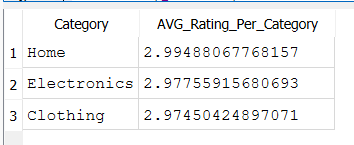 Category AVG_Rating_Per_Category
1 Home 2.99488067768157
2 Electronics 2.97755915680693
3 Clothing 2.97450424897071